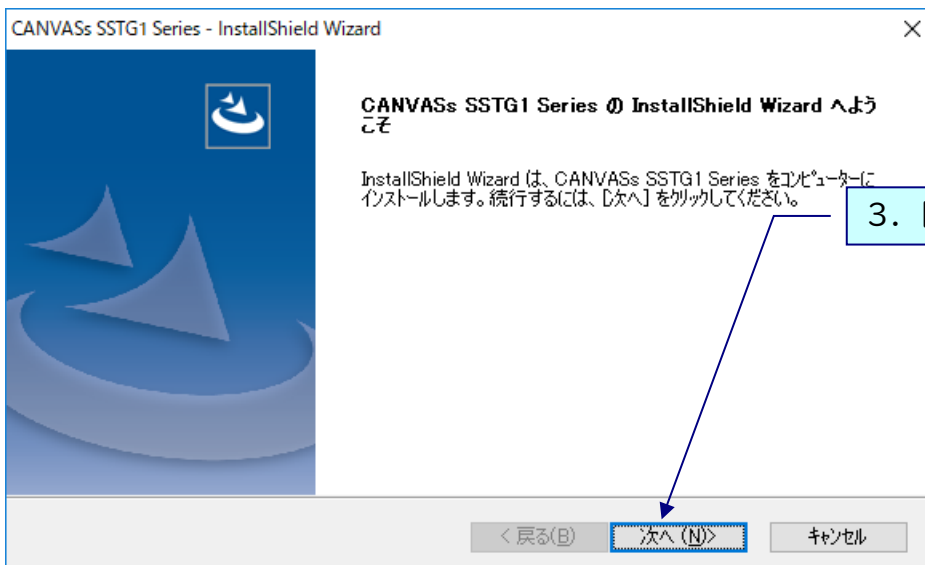 CANVASs SSTG1 Series - InstallShield Wizard
CANVASs SSTG1 Series の InstallShield Wizard へよう
こそ
InstallShield Wizard は、CANVASs SSTG1 Series をコンピューターに
インストールします。続行するには、[次へ] をクリックしてください。
3.
< 戻る(B)
次へ (N)>
キャンセル